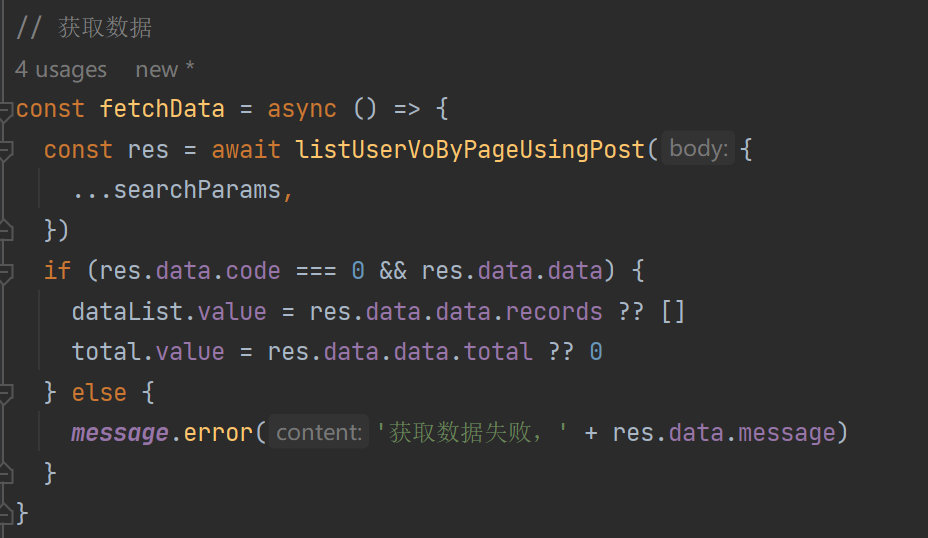 // 获取数据
4 usages new *
const fetchData = async () => {
const res = await listUserVoByPageUsingPost( body: {
...searchParams,
})
if (res.data.code === 0 && res.data.data) {
dataList.value = res.data.data.records ?? []
total.value = res.data.data.total ?? 0
} else {
message.error( content: '获取数据失败，' + res.data.message)
}
}